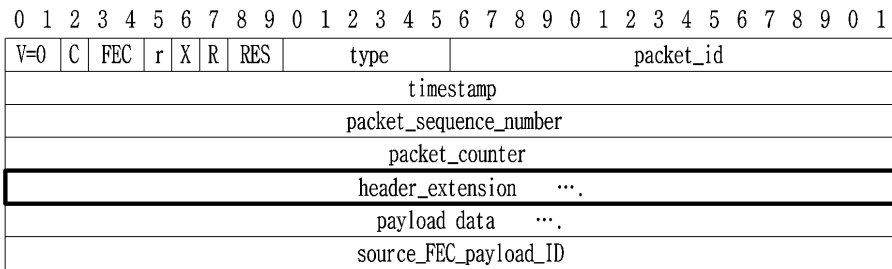 0 1 2 3 4 5 6 7 8 9 0 1 2 3 4 5 6 7 8 9 0 1 2 3 4 5 6 7 8 9 0 1
V=0 C FEC r X R RES type packet_id
timestamp
packet_sequence_number
packet_counter
header_extension ….
payload data ….
source_FEC_payload_ID